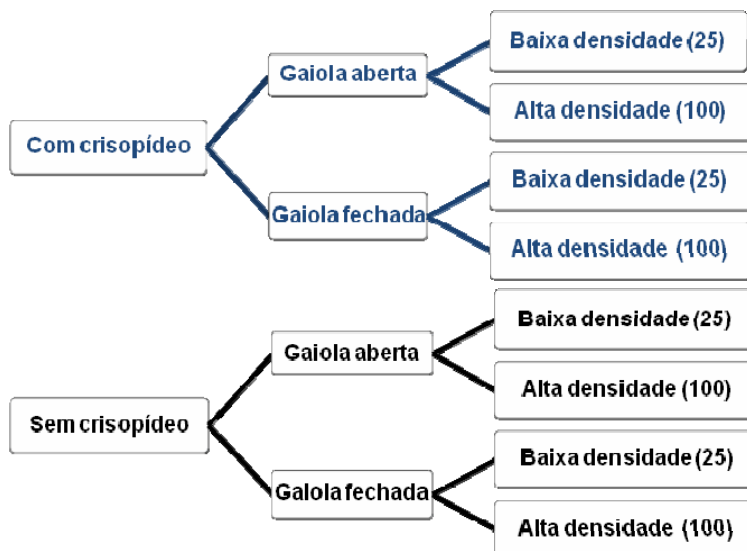 Baixa densidade (25)
Gaiola aberta
Alta densidade (100)
Com crisopídeo
Baixa densidade (25)
Gaiola fechada
Alta densidade (100)
Baixa densidade (25)
Gaiola aberta
Alta densidade (100)
Sem crisopídeo
Baixa densidade (25)
Gaiola fechada
Alta densidade (100)